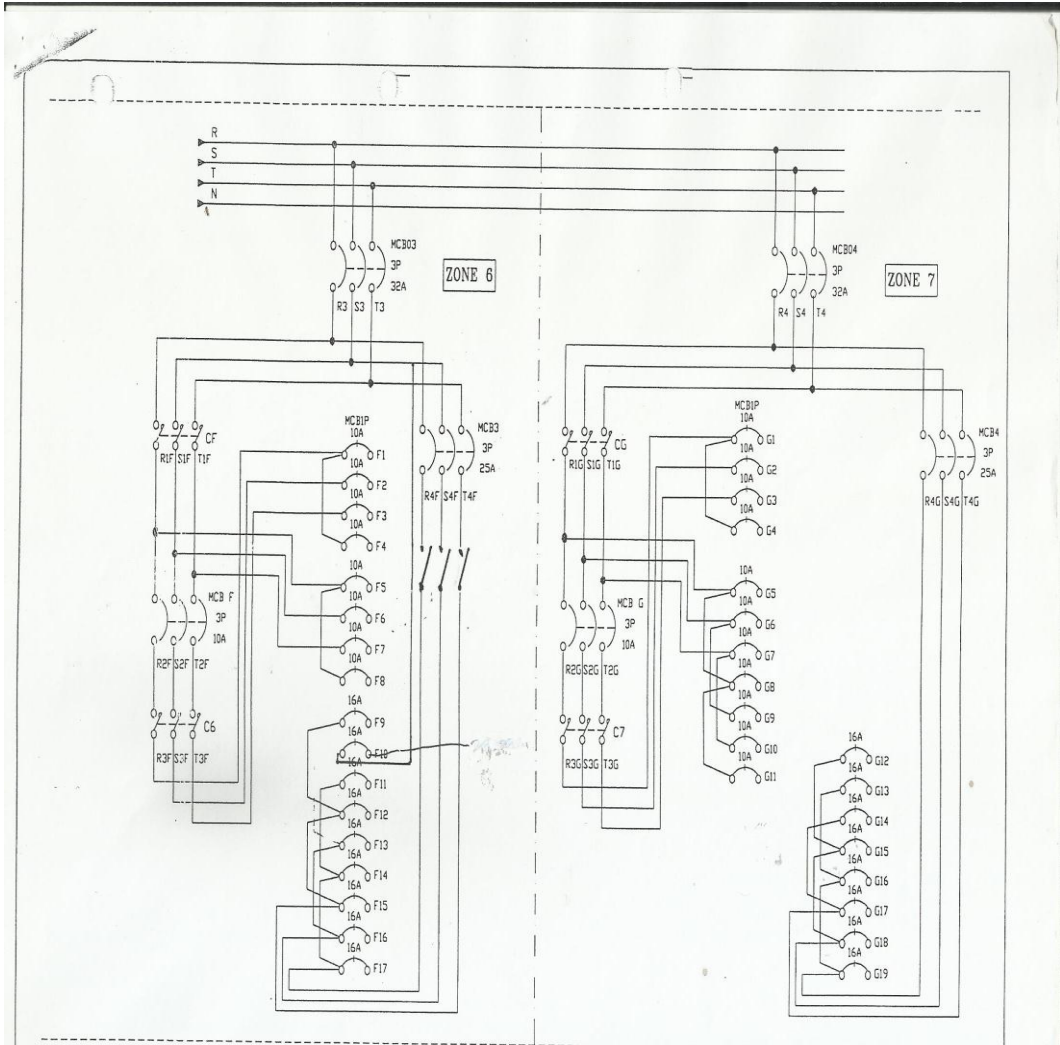 R
S
T
N
MCB03
3P
32A
R3 S3 T3
ZONE 6
MCB04
3P
32A
R4 S4 T4
ZONE 7
CF
R1F S1F T1F
MCB F
3P
10A
R2F S2F T2F
C6
R3F S3F T3F
MCB1P
10A
F1
10A
F2
10A
F3
10A
F4
10A
F5
10A
F6
10A
F7
10A
F8
16A
F9
16A
F10
16A
F11
16A
F12
16A
F13
16A
F14
16A
F15
16A
F16
16A
F17
MCB3
3P
25A
R4F S4F T4F
CG
R1G S1G T1G
MCB G
3P
10A
R2G S2G T2G
C7
R3G S3G T3G
MCB1P
10A
G1
10A
G2
10A
G3
10A
G4
10A
G5
10A
G6
10A
G7
10A
G8
10A
G9
10A
G10
10A
G11
16A
G12
16A
G13
16A
G14
16A
G15
16A
G16
16A
G17
16A
G18
16A
G19
MCB4
3P
25A
R4G S4G T4G